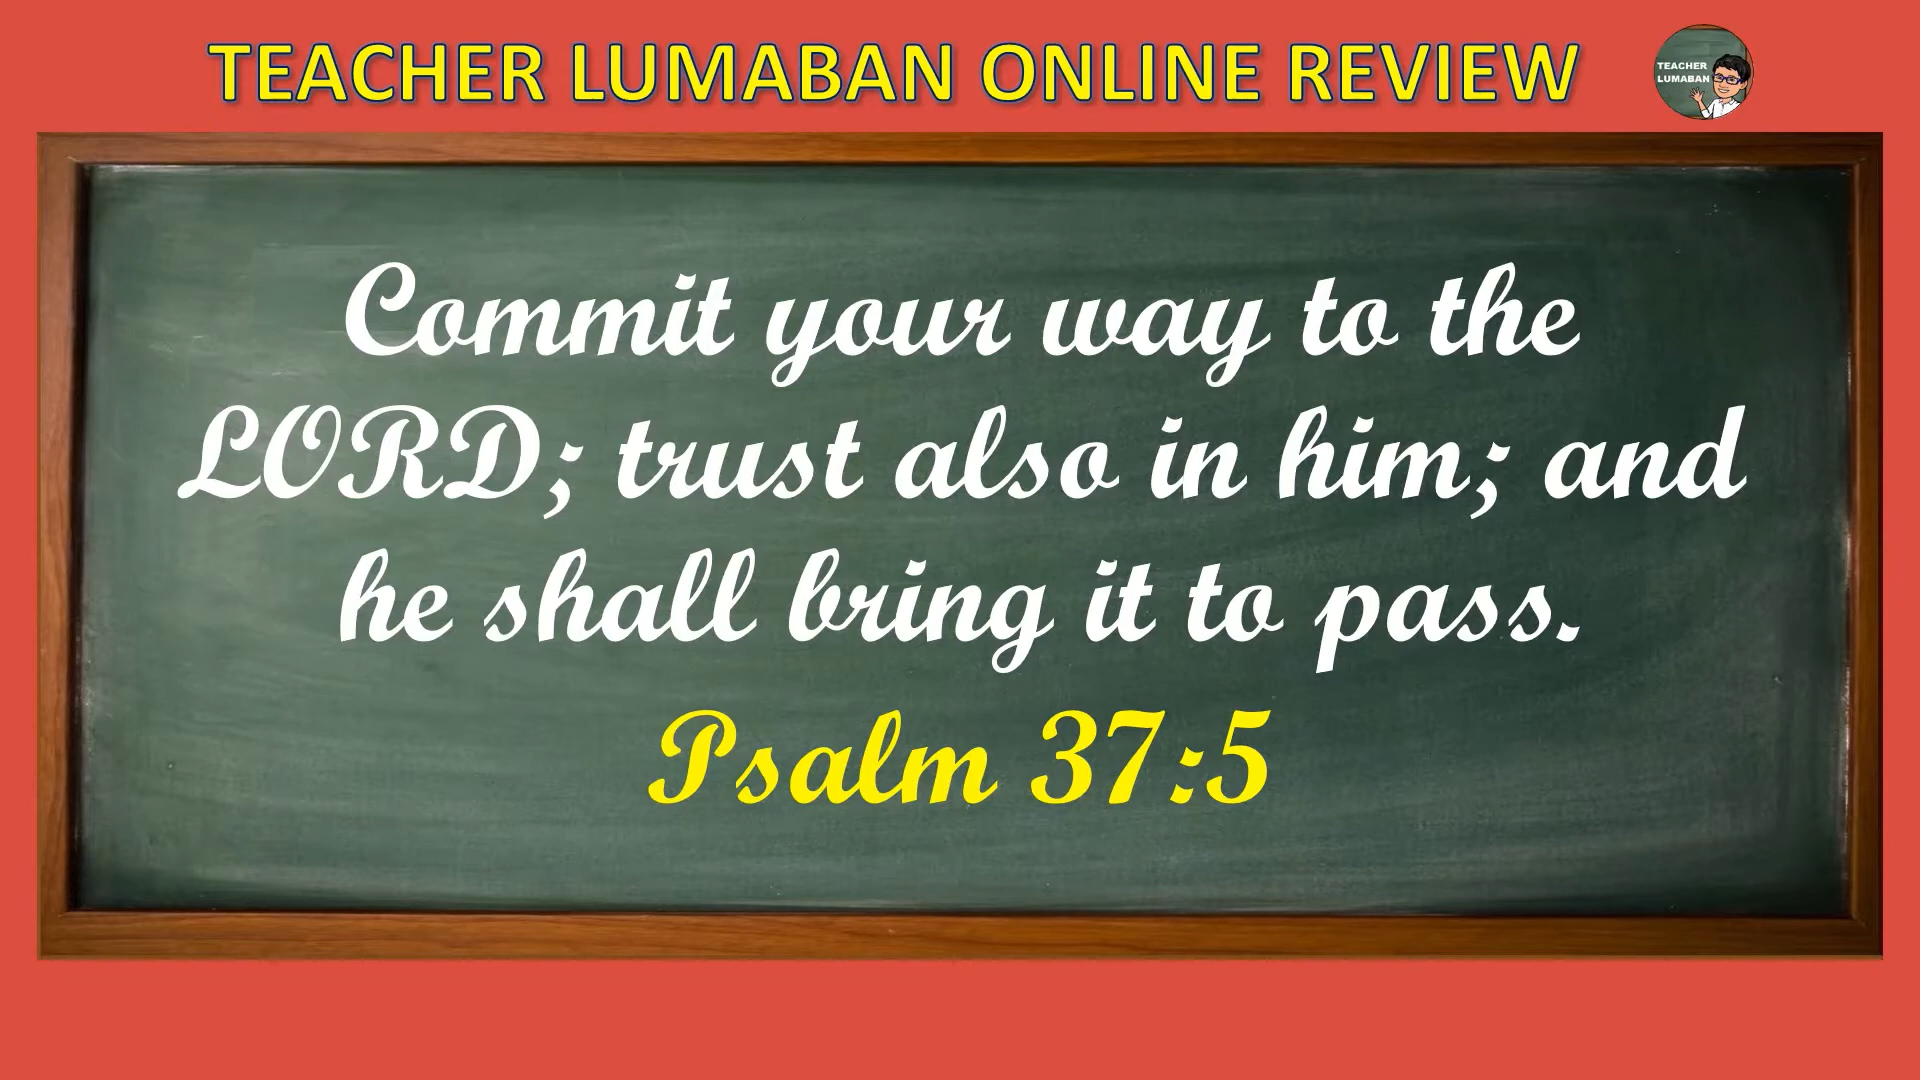 TEACHER LUMABAN ONLINE REVIEW
TEACHER
LUMABAN
Commit your way to the
LORD; trust also in him; and
he shall bring it to pass.
Psalm 37:5